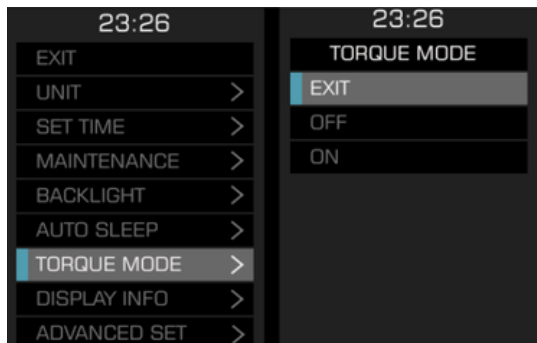 23:26
EXIT
UNIT >
SET TIME >
MAINTENANCE >
BACKLIGHT >
AUTO SLEEP >
TORQUE MODE >
DISPLAY INFO >
ADVANCED SET >
23:26
TORQUE MODE
EXIT
OFF
ON